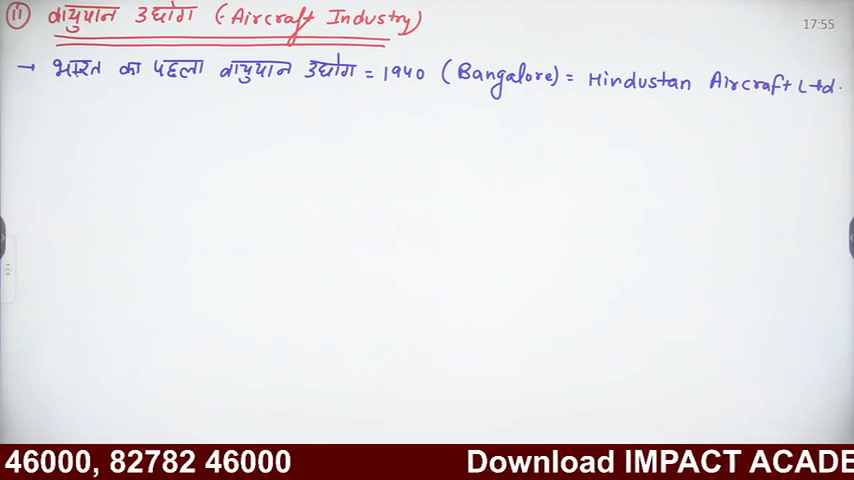 (ii) वायुयान उद्योग (-Aircraft Industry)
17:55
→ भारत का पहला वायुयान उद्योग = 1940 (Bangalore) = Hindustan Aircraft Ltd.
46000, 82782 46000 Download IMPACT ACADE